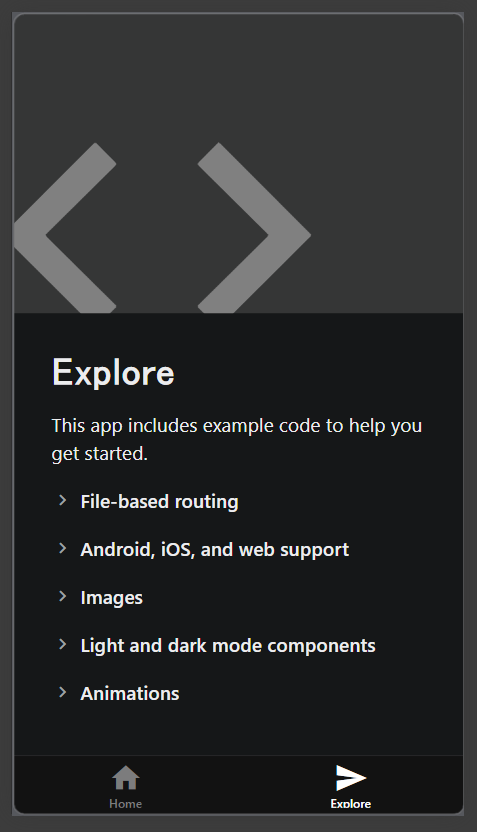 Explore
This app includes example code to help you
get started.
File-based routing
Android, iOS, and web support
Images
Light and dark mode components
Animations
Home
Explore